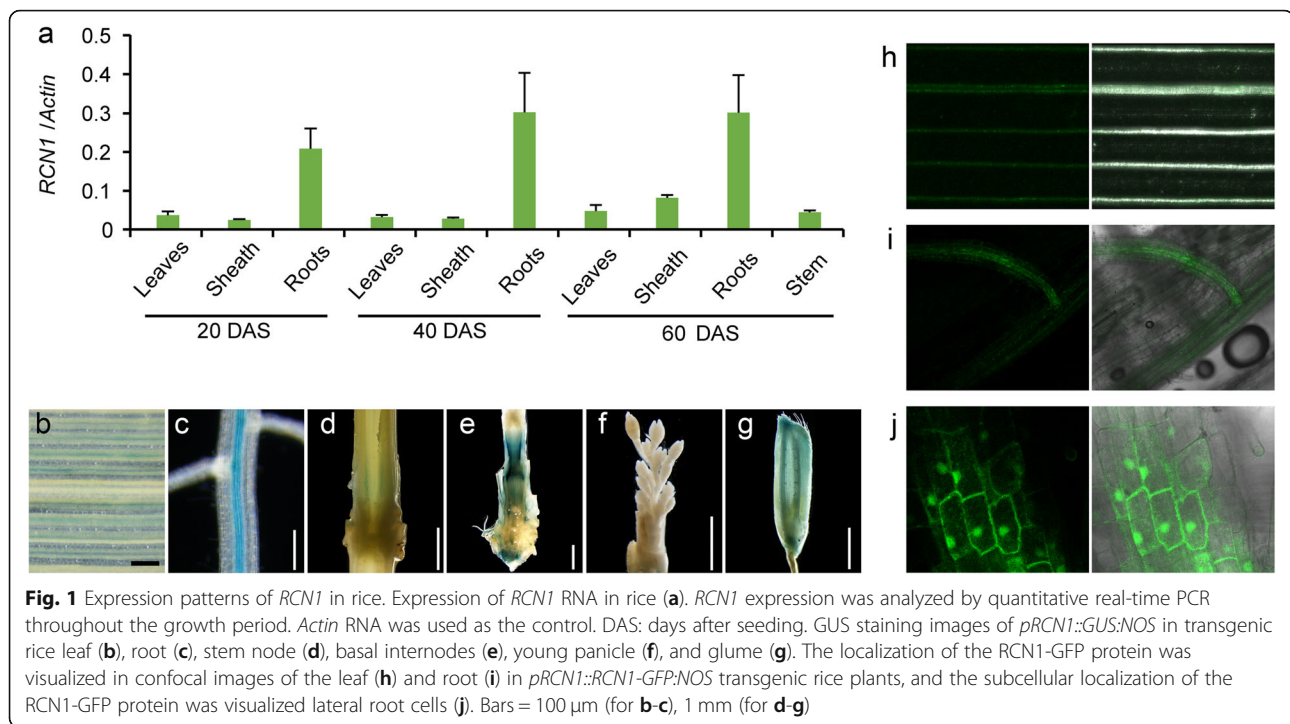 a
0.5
0.4
0.3
0.2
0.1
0
RCN1 /Actin
Leaves
Sheath
Roots
Leaves
Sheath
Roots
Leaves
Sheath
Roots
Stem
20 DAS
40 DAS
60 DAS
b
c
d
e
f
g
h
i
j
Fig. 1 Expression patterns of RCN1 in rice. Expression of RCN1 RNA in rice (a). RCN1 expression was analyzed by quantitative real-time PCR
throughout the growth period. Actin RNA was used as the control. DAS: days after seeding. GUS staining images of pRCN1::GUS:NOS in transgenic
rice leaf (b), root (c), stem node (d), basal internodes (e), young panicle (f), and glume (g). The localization of the RCN1-GFP protein was
visualized in confocal images of the leaf (h) and root (i) in pRCN1::RCN1-GFP:NOS transgenic rice plants, and the subcellular localization of the
RCN1-GFP protein was visualized lateral root cells (j). Bars = 100 μm (for b-c), 1 mm (for d-g)